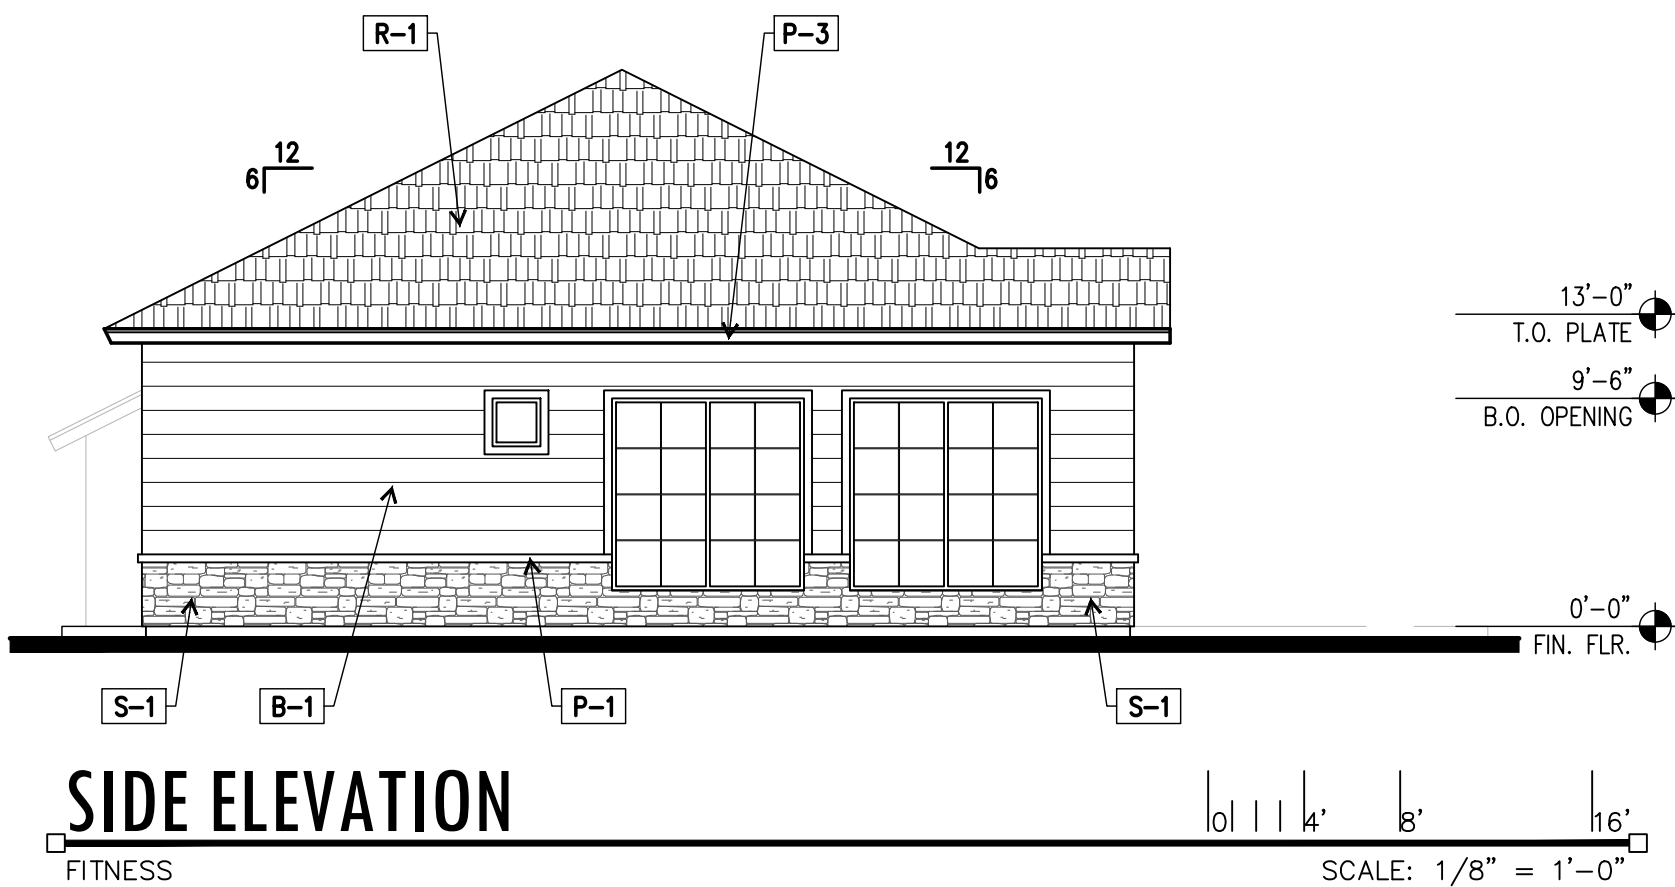 R-1
P-3
12
6
12
6
13'-0"
T.O. PLATE
9'-6"
B.O. OPENING
0'-0"
FIN. FLR.
S-1
B-1
P-1
S-1
SIDE ELEVATION
0 4' 8' 16'
FITNESS
SCALE: 1/8" = 1'-0"